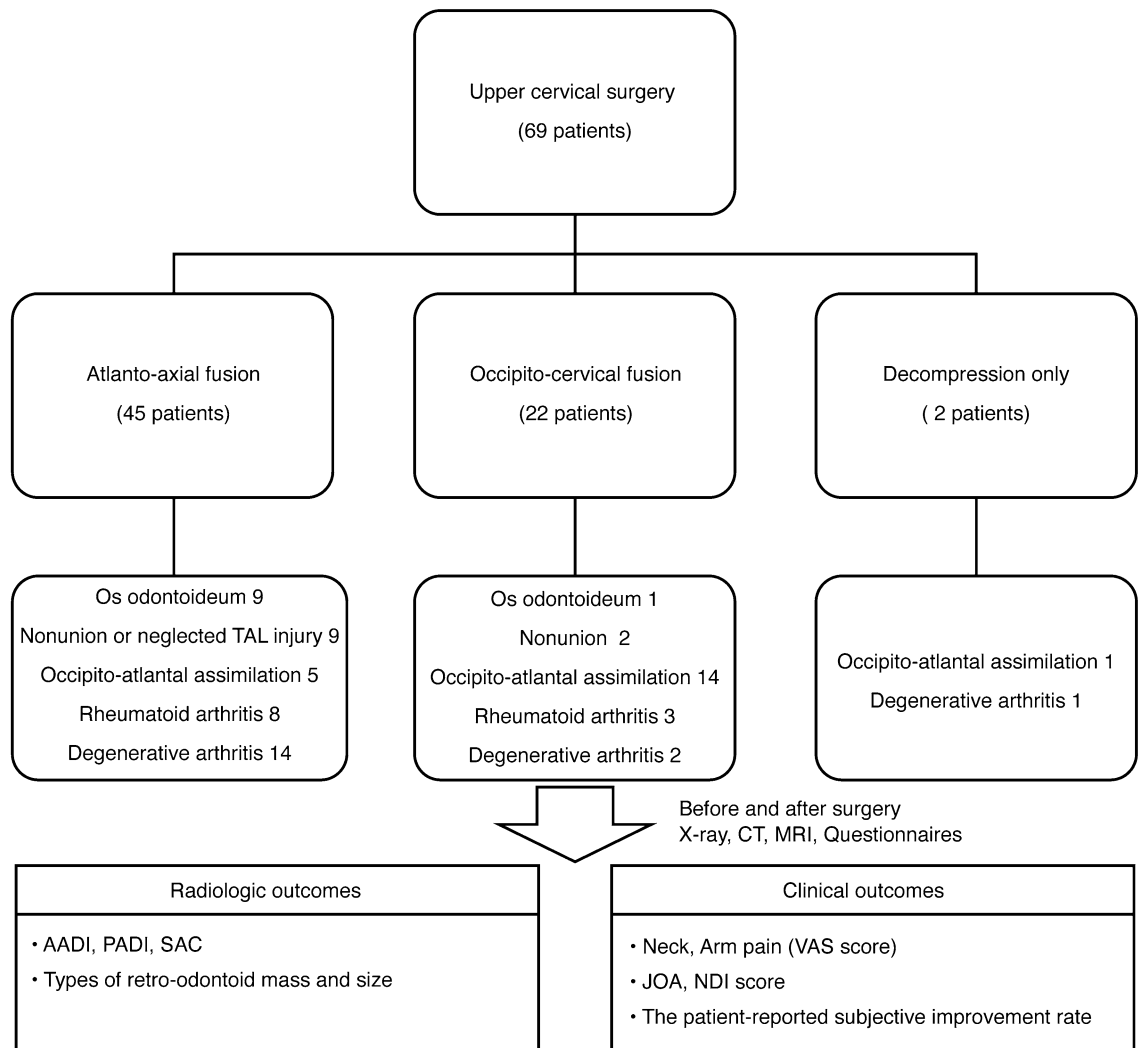 Upper cervical surgery
(69 patients)
Atlanto-axial fusion
(45 patients)
Occipito-cervical fusion
(22 patients)
Decompression only
( 2 patients)
Os odontoideum 9
Nonunion or neglected TAL injury 9
Occipito-atlantal assimilation 5
Rheumatoid arthritis 8
Degenerative arthritis 14
Os odontoideum 1
Nonunion  2
Occipito-atlantal assimilation 14
Rheumatoid arthritis 3
Degenerative arthritis 2
Occipito-atlantal assimilation 1
Degenerative arthritis 1
Before and after surgery
X-ray, CT, MRI, Questionnaires
Radiologic outcomes
• AADI, PADI, SAC
• Types of retro-odontoid mass and size
Clinical outcomes
• Neck, Arm pain (VAS score)
• JOA, NDI score
• The patient-reported subjective improvement rate